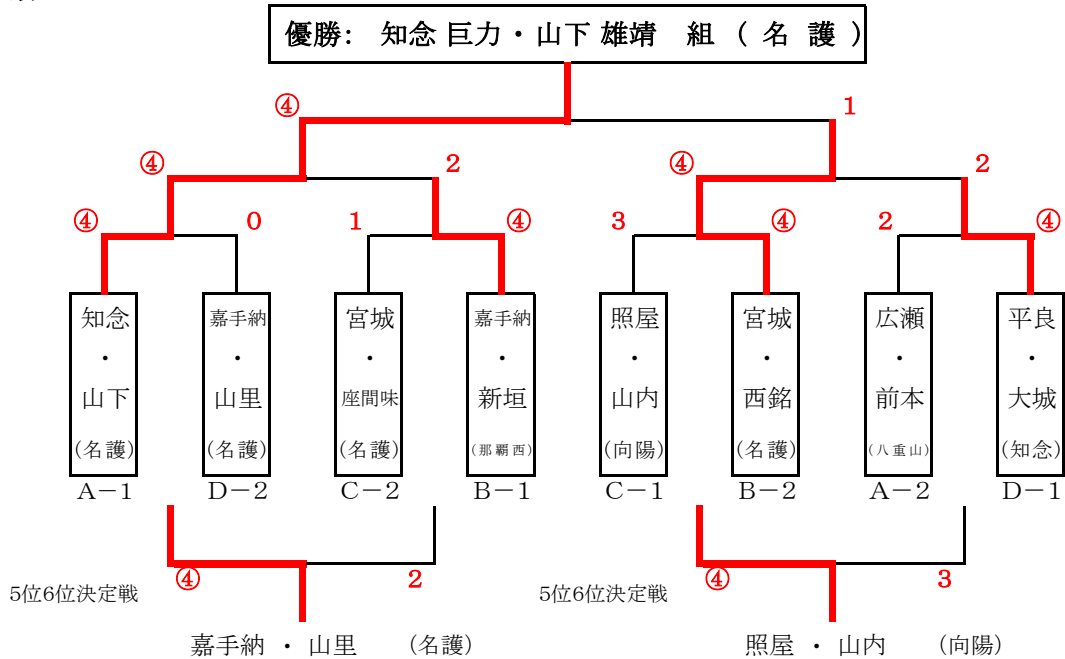 優勝: 知念 巨力・山下 雄靖 組 ( 名 護 )
④ 1
④ 2 ④ 2
④ 0 1 ④ 3 ④ 2 ④
知念・山下(名護)
嘉手納・山里(名護)
宮城・座間味(名護)
嘉手納・新垣(那覇西)
照屋・山内(向陽)
宮城・西銘(名護)
広瀬・前本(八重山)
平良・大城(知念)
A-1 D-2 C-2 B-1 C-1 B-2 A-2 D-1
④ 2 ④ 3
5位6位決定戦 5位6位決定戦
嘉手納 ・ 山里 (名護) 照屋 ・ 山内 (向陽)